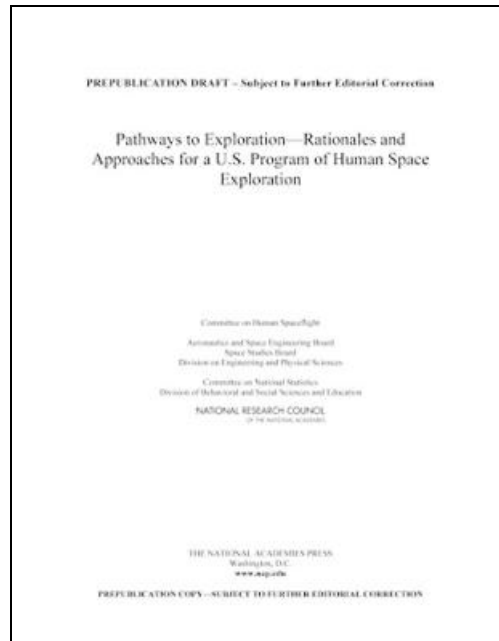 PREPUBLICATION DRAFT – Subject to Further Editorial Correction
Pathways to Exploration—Rationales and
Approaches for a U.S. Program of Human Space
Exploration
Committee on Human Spaceflight
Aeronautics and Space Engineering Board
Space Studies Board
Division on Engineering and Physical Sciences
Committee on National Statistics
Division of Behavioral and Social Sciences and Education
NATIONAL RESEARCH COUNCIL
OF THE NATIONAL ACADEMIES
THE NATIONAL ACADEMIES PRESS
Washington, D.C.
www.nap.edu
PREPUBLICATION COPY—SUBJECT TO FURTHER EDITORIAL CORRECTION